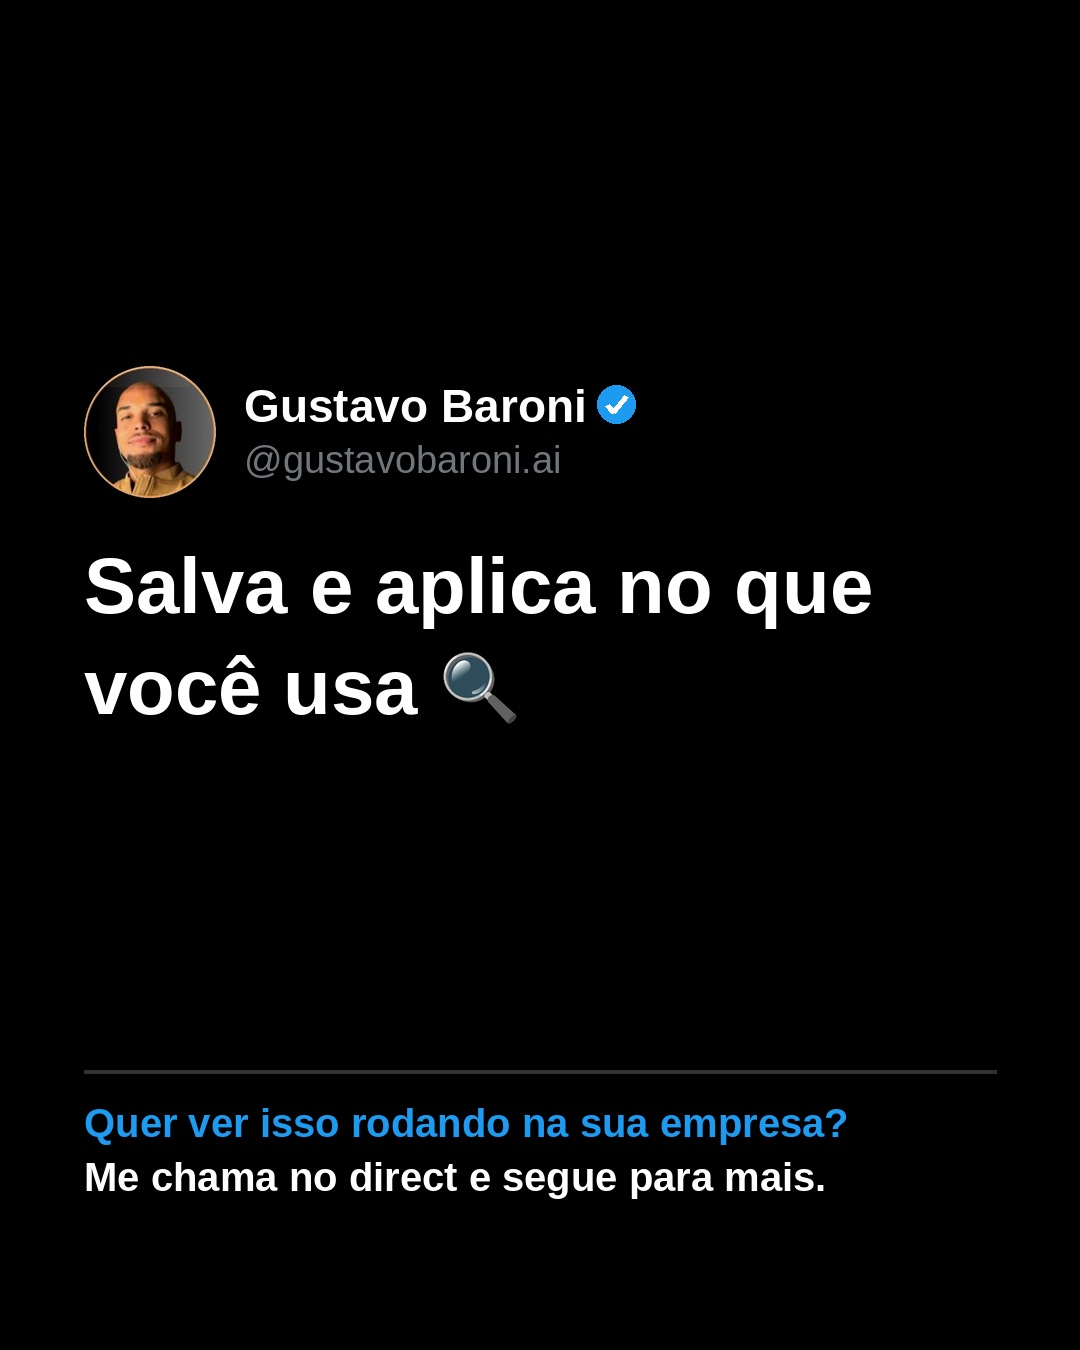 Gustavo Baroni
@gustavobaroni.ai
Salva e aplica no que
você usa 🔍
Quer ver isso rodando na sua empresa?
Me chama no direct e segue para mais.